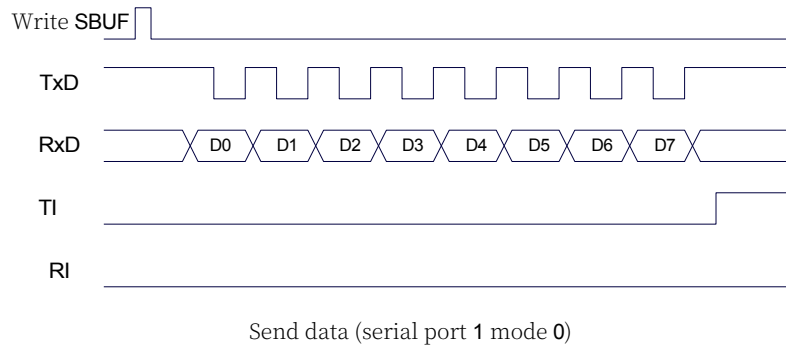 Write SBUF
TxD
RxD D0 D1 D2 D3 D4 D5 D6 D7
TI
RI
Send data (serial port 1 mode 0)